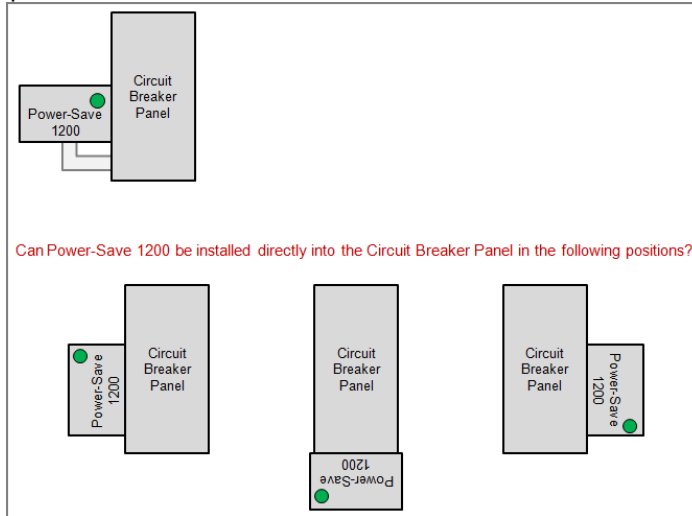 Circuit
Breaker
Panel
Power-Save
1200
Can Power-Save 1200 be installed directly into the Circuit Breaker Panel in the following positions?
Power-Save
1200
Circuit
Breaker
Panel
Circuit
Breaker
Panel
Power-Save
1200
Circuit
Breaker
Panel
Power-Save
1200